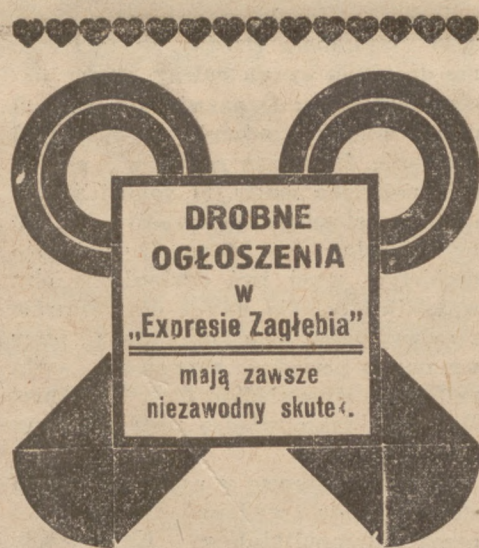 DROBNE
OGŁOSZENIA
w
„Expresie Zagłębia”
mają zawsze
niezawodny skutek.